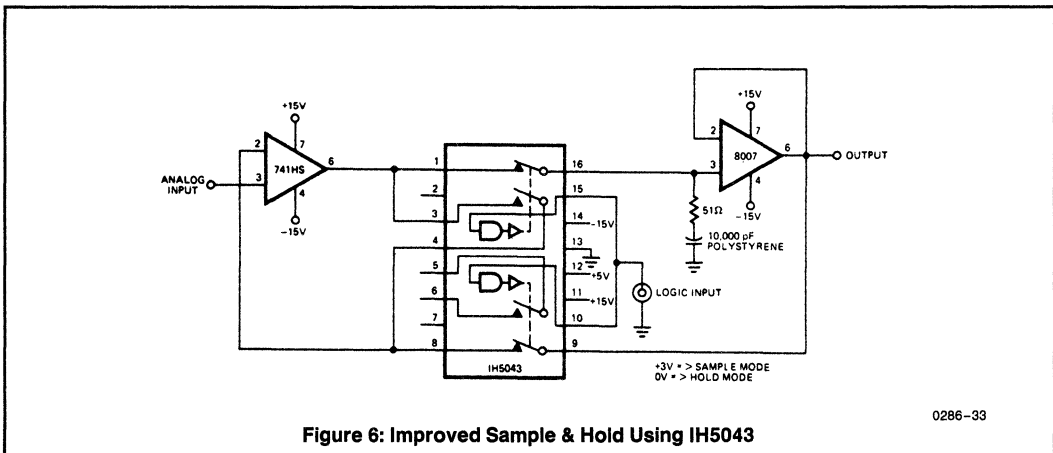 +15V
2
7
741HS
6
ANALOG
INPUT
3
4
-15V
1
2
3
4
5
6
7
8
16
15
14
-15V
13
12
+5V
11
+15V
10
9
IH5043
LOGIC INPUT
+15V
2
7
8007
6
OUTPUT
3
4
-15V
51Ω
10,000 pF
POLYSTYRENE
+3V = > SAMPLE MODE
0V = > HOLD MODE
0286-33
Figure 6: Improved Sample & Hold Using IH5043